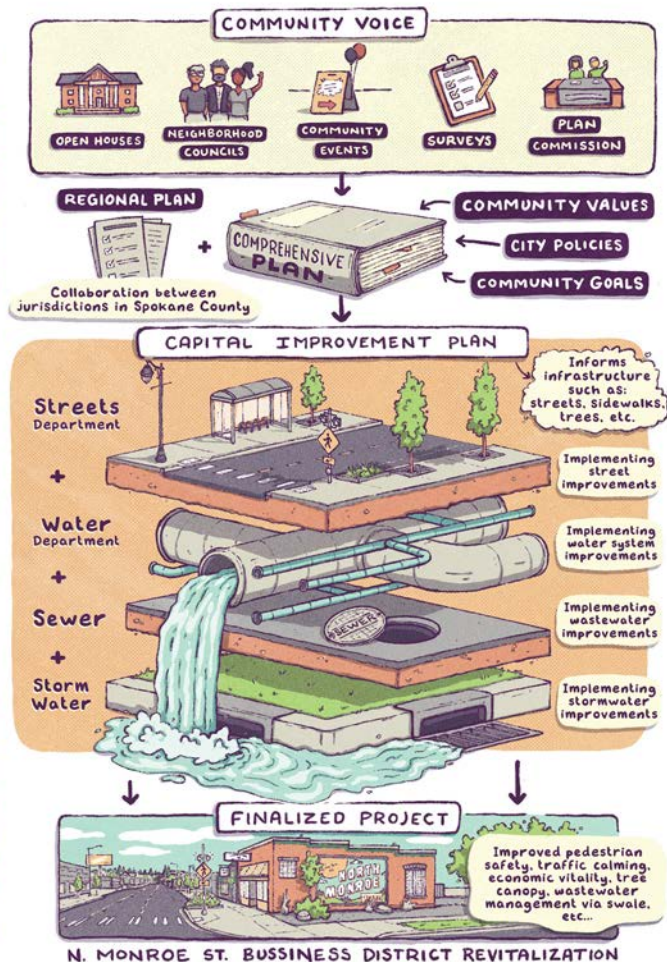 COMMUNITY VOICE
OPEN HOUSES
NEIGHBORHOOD
COUNCILS
COMMUNITY
EVENTS
SURVEYS
PLAN
COMMISSION
REGIONAL PLAN
+
COMPREHENSIVE
PLAN
COMMUNITY VALUES
CITY POLICIES
COMMUNITY GOALS
Collaboration between
jurisdictions in Spokane County
CAPITAL IMPROVEMENT PLAN
Informs
infrastructure
such as:
streets, sidewalks,
trees, etc.
Streets
Department
Implementing
street
improvements
+
Water
Department
Implementing
water system
improvements
+
Sewer
SEWER
Implementing
wastewater
improvements
+
Storm
Water
Implementing
stormwater
improvements
FINALIZED PROJECT
NORTH
MONROE
Improved pedestrian
safety, traffic calming,
economic vitality, tree
canopy, wastewater
management via swale,
etc...
N. MONROE ST. BUSSINESS DISTRICT REVITALIZATION